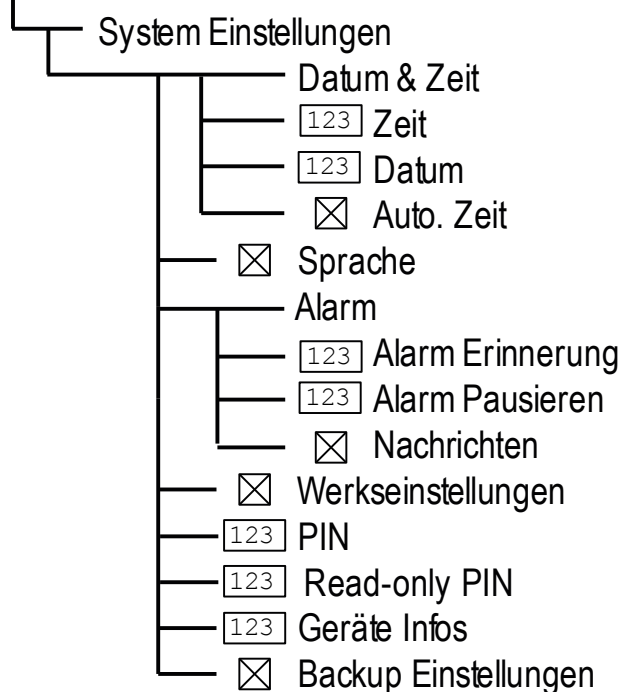 System Einstellungen
Datum & Zeit
123 Zeit
123 Datum
Auto. Zeit
Sprache
Alarm
123 Alarm Erinnerung
123 Alarm Pausieren
Nachrichten
Werkseinstellungen
123 PIN
123 Read-only PIN
123 Geräte Infos
Backup Einstellungen